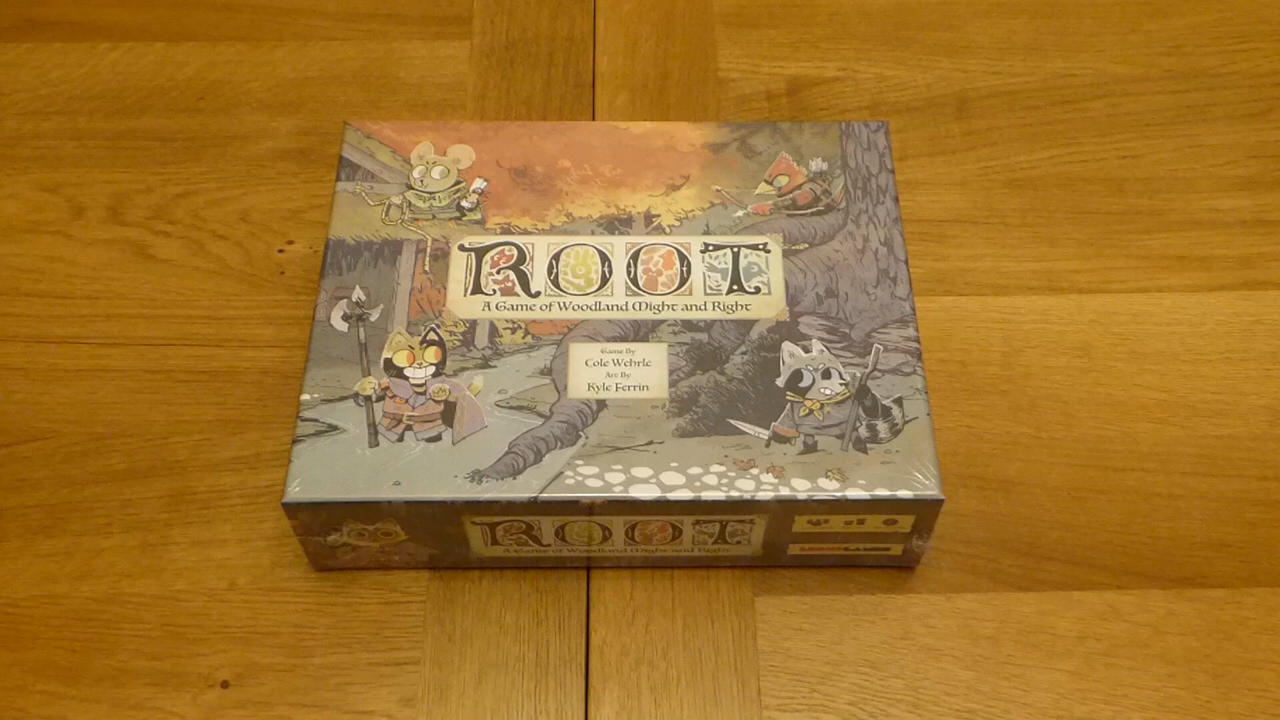 ROOT
A Game of Woodland Might and Right
Game By
Cole Wehrle
Art By
Kyle Ferrin
ROOT
A Game of Woodland Might and Right